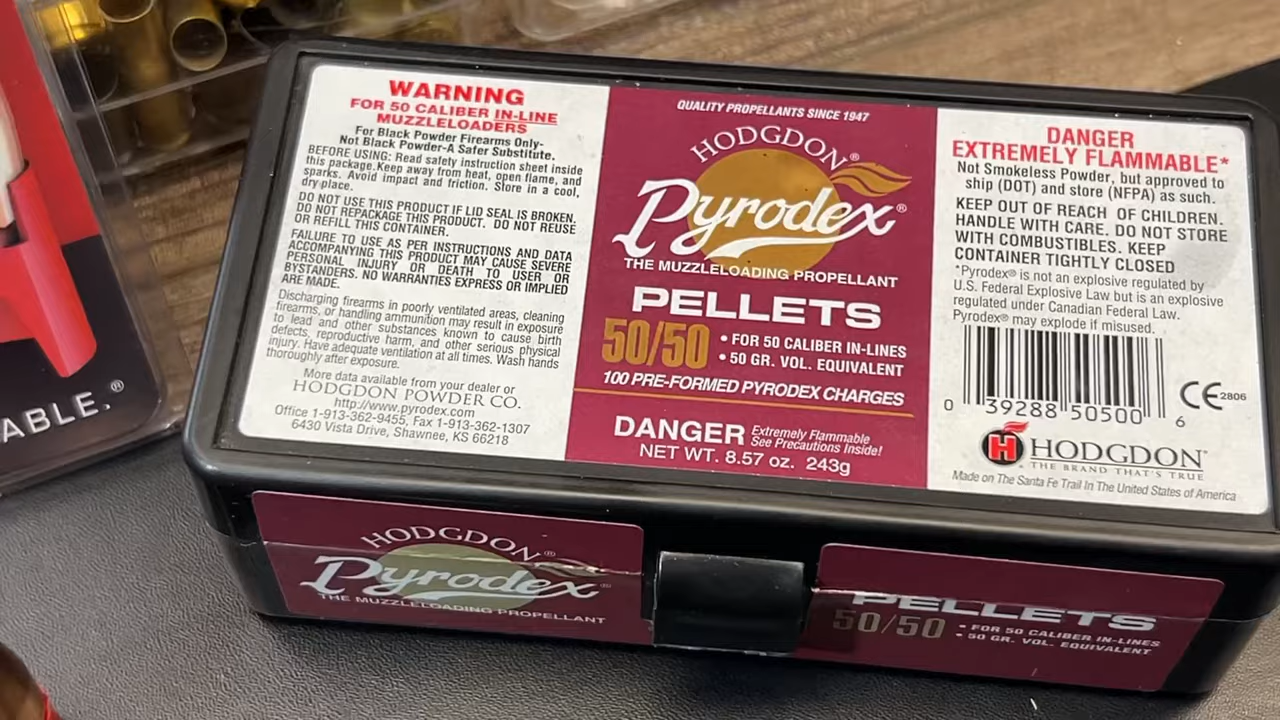 WARNING
FOR 50 CALIBER IN-LINE
MUZZLELOADERS
For Black Powder Firearms Only-
Not Black Powder-A Safer Substitute.
BEFORE USING: Read safety instruction sheet inside
this package.Keep away from heat, open flame, and
sparks. Avoid impact and friction. Store in a cool,
dry place.
DO NOT USE THIS PRODUCT IF LID SEAL IS BROKEN.
DO NOT REPACKAGE THIS PRODUCT. DO NOT REUSE
OR REFILL THIS CONTAINER.
FAILURE TO USE AS PER INSTRUCTIONS AND DATA
ACCOMPANYING THIS PRODUCT MAY CAUSE SEVERE
PERSONAL INJURY OR DEATH TO USER OR
BYSTANDERS. NO WARRANTIES EXPRESS OR IMPLIED
ARE MADE.
Discharging firearms in poorly ventilated areas, cleaning
firearms, or handling ammunition may result in exposure
to lead and other substances known to cause birth
defects, reproductive harm, and other serious physical
injury. Have adequate ventilation at all times. Wash hands
thoroughly after exposure.
More data available from your dealer or
HODGDON POWDER CO.
http://www.pyrodex.com
Office 1-913-362-9455, Fax 1-913-362-1307
6430 Vista Drive, Shawnee, KS 66218
QUALITY PROPELLANTS SINCE 1947
HODGDON®
Pyrodex®
THE MUZZLELOADING PROPELLANT
PELLETS
50/50
• FOR 50 CALIBER IN-LINES
• 50 GR. VOL. EQUIVALENT
100 PRE-FORMED PYRODEX CHARGES
DANGER Extremely Flammable
See Precautions Inside!
NET WT. 8.57 oz. 243g
DANGER
EXTREMELY FLAMMABLE*
Not Smokeless Powder, but approved to
ship (DOT) and store (NFPA) as such.
KEEP OUT OF REACH OF CHILDREN.
HANDLE WITH CARE. DO NOT STORE
WITH COMBUSTIBLES. KEEP
CONTAINER TIGHTLY CLOSED
*Pyrodex® is not an explosive regulated by
U.S. Federal Explosive Law but is an explosive
regulated under Canadian Federal Law.
Pyrodex® may explode if misused.
0 39288 50500 6
CE 2806
H HODGDON
THE BRAND THAT'S TRUE
Made on The Santa Fe Trail In The United States of America
HODGDON®
Pyrodex®
THE MUZZLELOADING PROPELLANT
PELLETS
50/50
• FOR 50 CALIBER IN-LINES
• 50 GR. VOL. EQUIVALENT
ABLE.®